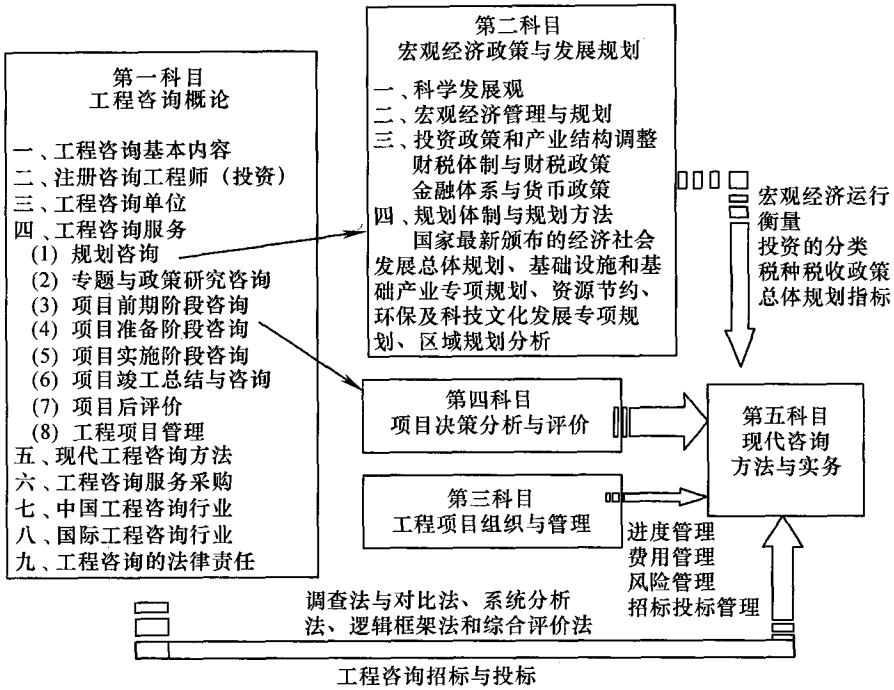 第一科目
工程咨询概论
一、工程咨询基本内容
二、注册咨询工程师（投资）
三、工程咨询单位
四、工程咨询服务
(1) 规划咨询
(2) 专题与政策研究咨询
(3) 项目前期阶段咨询
(4) 项目准备阶段咨询
(5) 项目实施阶段咨询
(6) 项目竣工总结与咨询
(7) 项目后评价
(8) 工程项目管理
五、现代工程咨询方法
六、工程咨询服务采购
七、中国工程咨询行业
八、国际工程咨询行业
九、工程咨询的法律责任
第二科目
宏观经济政策与发展规划
一、科学发展观
二、宏观经济管理与规划
三、投资政策和产业结构调整
财税体制与财税政策
金融体系与货币政策
四、规划体制与规划方法
国家最新颁布的经济社会
发展总体规划、基础设施和基
础产业专项规划、资源节约、
环保及科技文化发展专项规
划、区域规划分析
宏观经济运行
衡量
投资的分类
税种税收政策
总体规划指标
第四科目
项目决策分析与评价
第三科目
工程项目组织与管理
第五科目
现代咨询
方法与实务
进度管理
费用管理
风险管理
招标投标管理
调查法与对比法、系统分析
法、逻辑框架法和综合评价法
工程咨询招标与投标